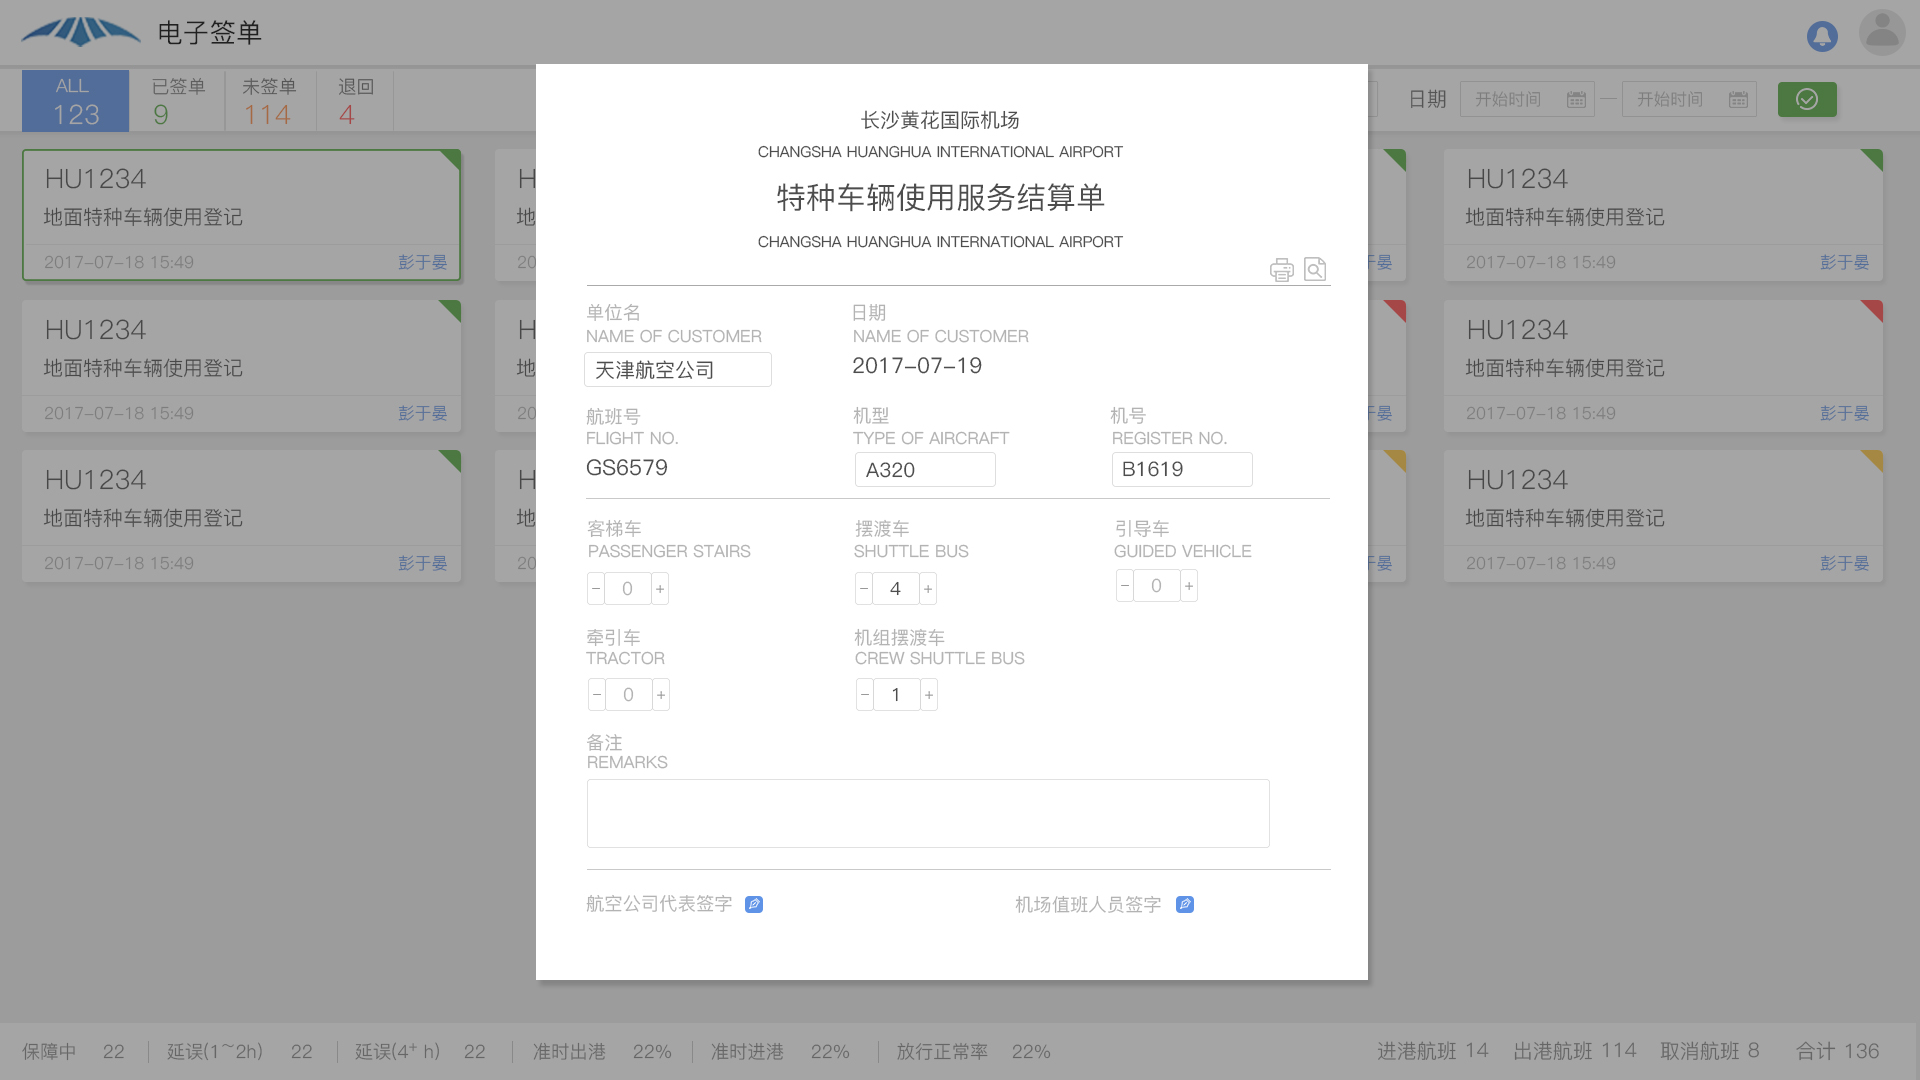 电子签单
ALL
123
已签单
9
未签单
114
退回
4
日期
开始时间
—
开始时间
HU1234
地面特种车辆使用登记
2017-07-18 15:49
彭于晏
HU1234
地面特种车辆使用登记
2017-07-18 15:49
彭于晏
HU1234
地面特种车辆使用登记
2017-07-18 15:49
彭于晏
H
地
20
H
地
20
H
地
20
于晏
于晏
于晏
HU1234
地面特种车辆使用登记
2017-07-18 15:49
彭于晏
HU1234
地面特种车辆使用登记
2017-07-18 15:49
彭于晏
HU1234
地面特种车辆使用登记
2017-07-18 15:49
彭于晏
长沙黄花国际机场
CHANGSHA HUANGHUA INTERNATIONAL AIRPORT
特种车辆使用服务结算单
CHANGSHA HUANGHUA INTERNATIONAL AIRPORT
单位名
NAME OF CUSTOMER
天津航空公司
日期
NAME OF CUSTOMER
2017-07-19
航班号
FLIGHT NO.
GS6579
机型
TYPE OF AIRCRAFT
A320
机号
REGISTER NO.
B1619
客梯车
PASSENGER STAIRS
- 0 +
摆渡车
SHUTTLE BUS
- 4 +
引导车
GUIDED VEHICLE
- 0 +
牵引车
TRACTOR
- 0 +
机组摆渡车
CREW SHUTTLE BUS
- 1 +
备注
REMARKS
航空公司代表签字
机场值班人员签字
保障中 22
延误(1~2h) 22
延误(4+ h) 22
准时出港 22%
准时进港 22%
放行正常率 22%
进港航班 14
出港航班 114
取消航班 8
合计 136